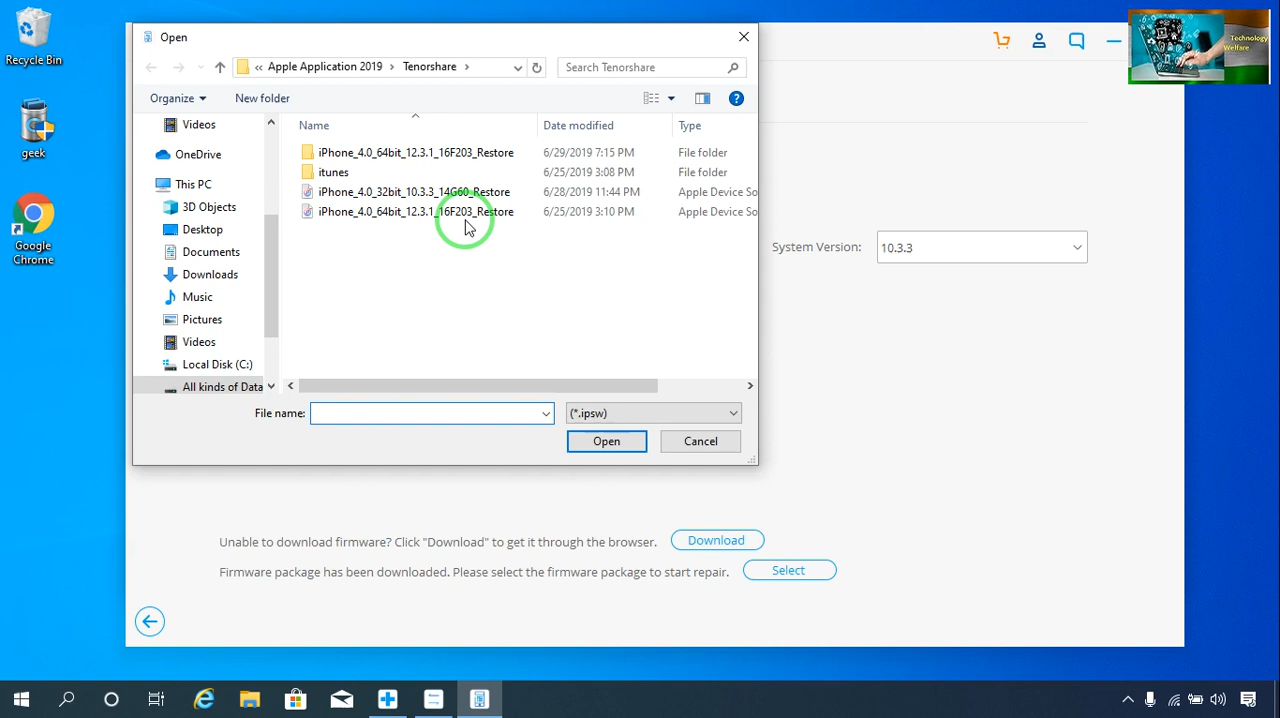 Recycle Bin
geek
Google
Chrome
Open
« Apple Application 2019 > Tenorshare >
Search Tenorshare
Organize
New folder
Name
Date modified
Type
Videos
OneDrive
This PC
3D Objects
Desktop
Documents
Downloads
Music
Pictures
Videos
Local Disk (C:)
All kinds of Data
iPhone_4.0_64bit_12.3.1_16F203_Restore 6/29/2019 7:15 PM File folder
itunes 6/25/2019 3:08 PM File folder
iPhone_4.0_32bit_10.3.3_14G60_Restore 6/28/2019 11:44 PM Apple Device So
iPhone_4.0_64bit_12.3.1_16F203_Restore 6/25/2019 3:10 PM Apple Device So
File name:
(*.ipsw)
Open
Cancel
Technology
Welfare
System Version: 10.3.3
Unable to download firmware? Click "Download" to get it through the browser. Download
Firmware package has been downloaded. Please select the firmware package to start repair. Select